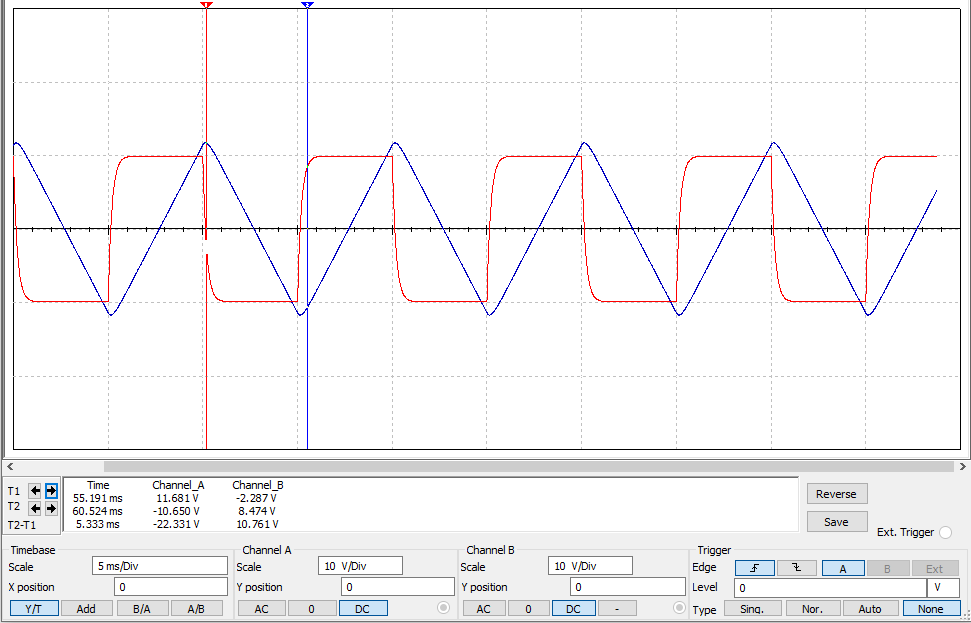 1 2
T1
T2
T2-T1
Time Channel_A Channel_B
55.191 ms 11.681 V -2.287 V
60.524 ms -10.650 V 8.474 V
5.333 ms -22.331 V 10.761 V
Reverse
Save
Ext. Trigger
Timebase
Scale 5 ms/Div
X position 0
Y/T Add B/A A/B
Channel A
Scale 10 V/Div
Y position 0
AC 0 DC
Channel B
Scale 10 V/Div
Y position 0
AC 0 DC -
Trigger
Edge A B Ext
Level 0 V
Type Sing. Nor. Auto None